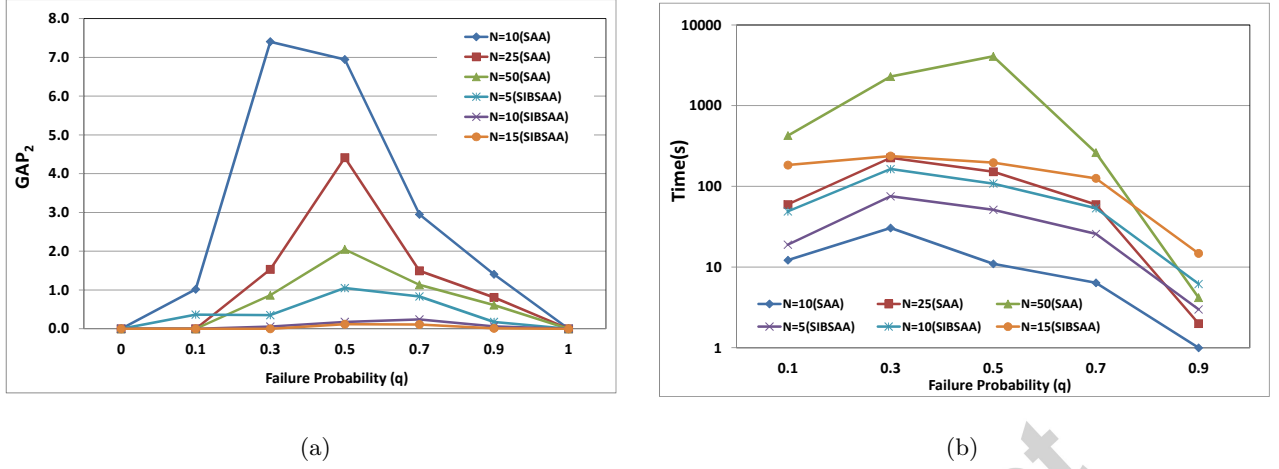 8.0
7.0
6.0
5.0
4.0
3.0
2.0
1.0
0.0
GAP2
N=10(SAA)
N=25(SAA)
N=50(SAA)
N=5(SIBSAA)
N=10(SIBSAA)
N=15(SIBSAA)
0 0.1 0.3 0.5 0.7 0.9 1
Failure Probability (q)
(a)
10000
1000
100
10
1
Time(s)
N=10(SAA) N=25(SAA) N=50(SAA)
N=5(SIBSAA) N=10(SIBSAA) N=15(SIBSAA)
0.1 0.3 0.5 0.7 0.9
Failure Probability (q)
(b)